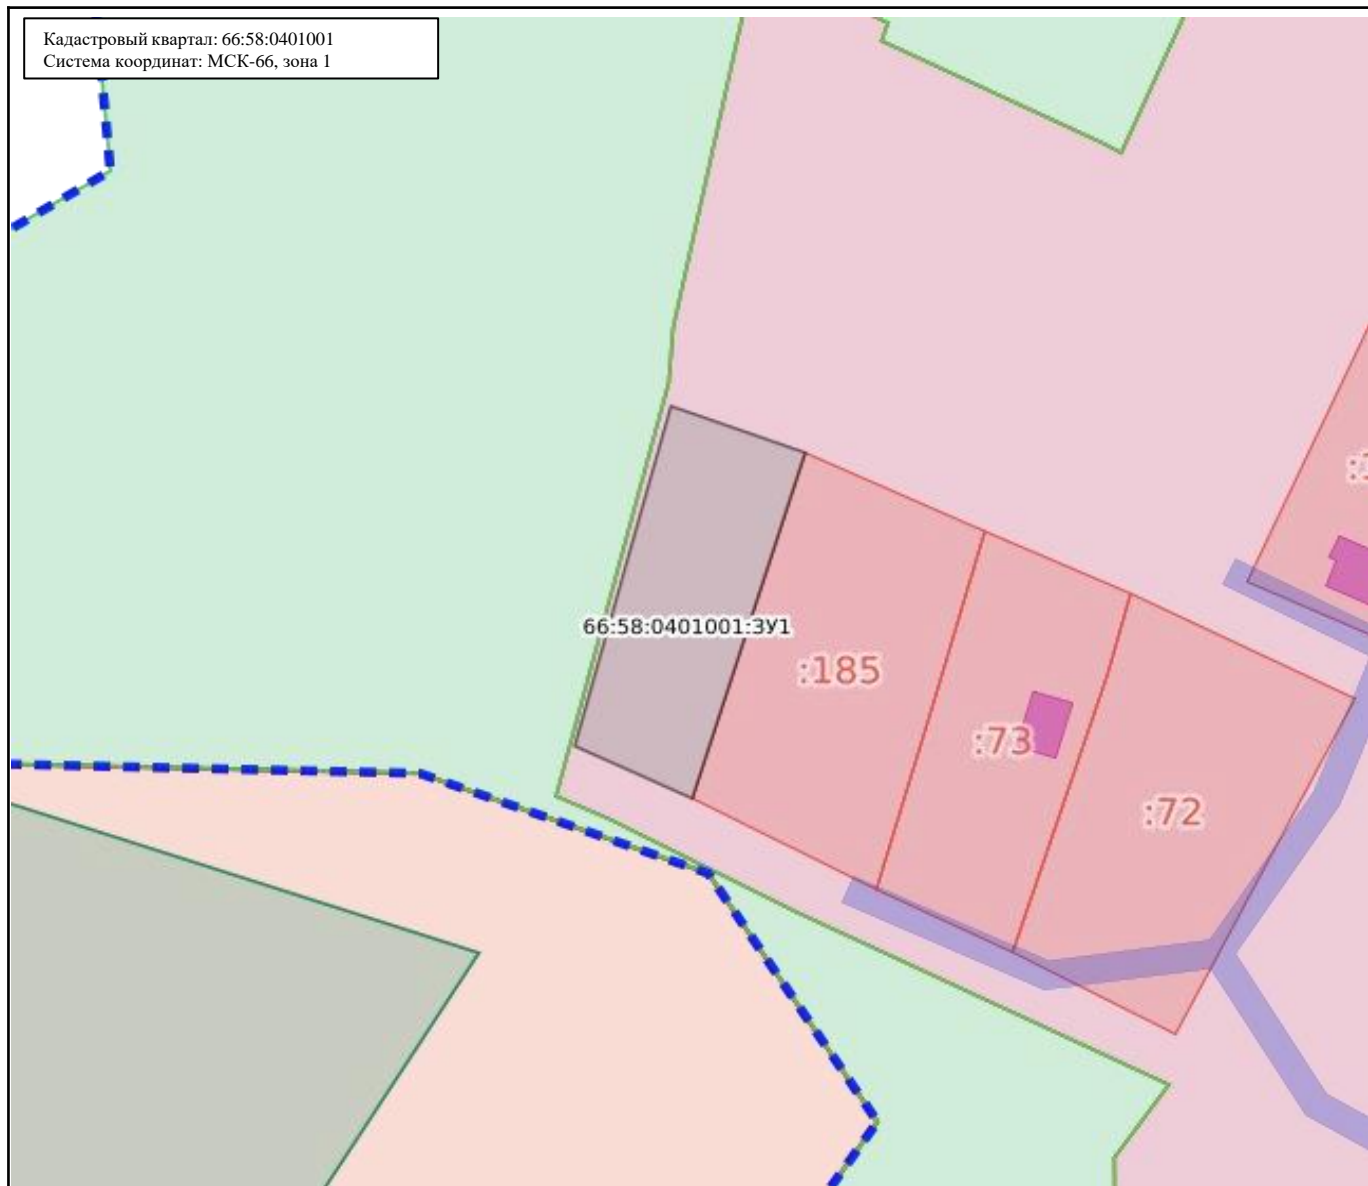 Кадастровый квартал: 66:58:0401001
Система координат: МСК-66, зона 1
66:58:0401001:ЗУ1
:185
:73
:72